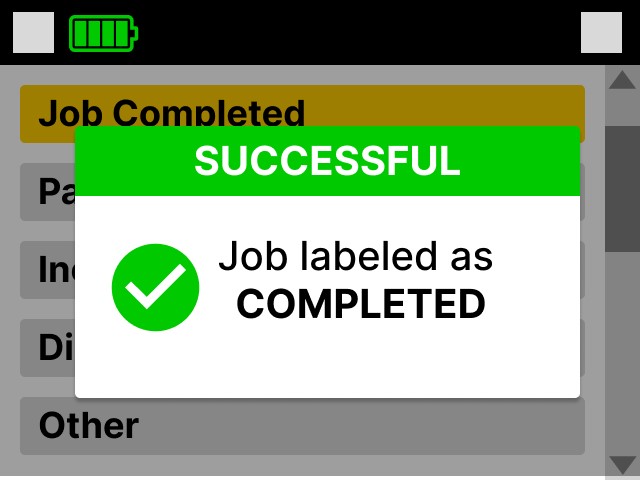 Job Completed
SUCCESSFUL
Job labeled as
COMPLETED
Other